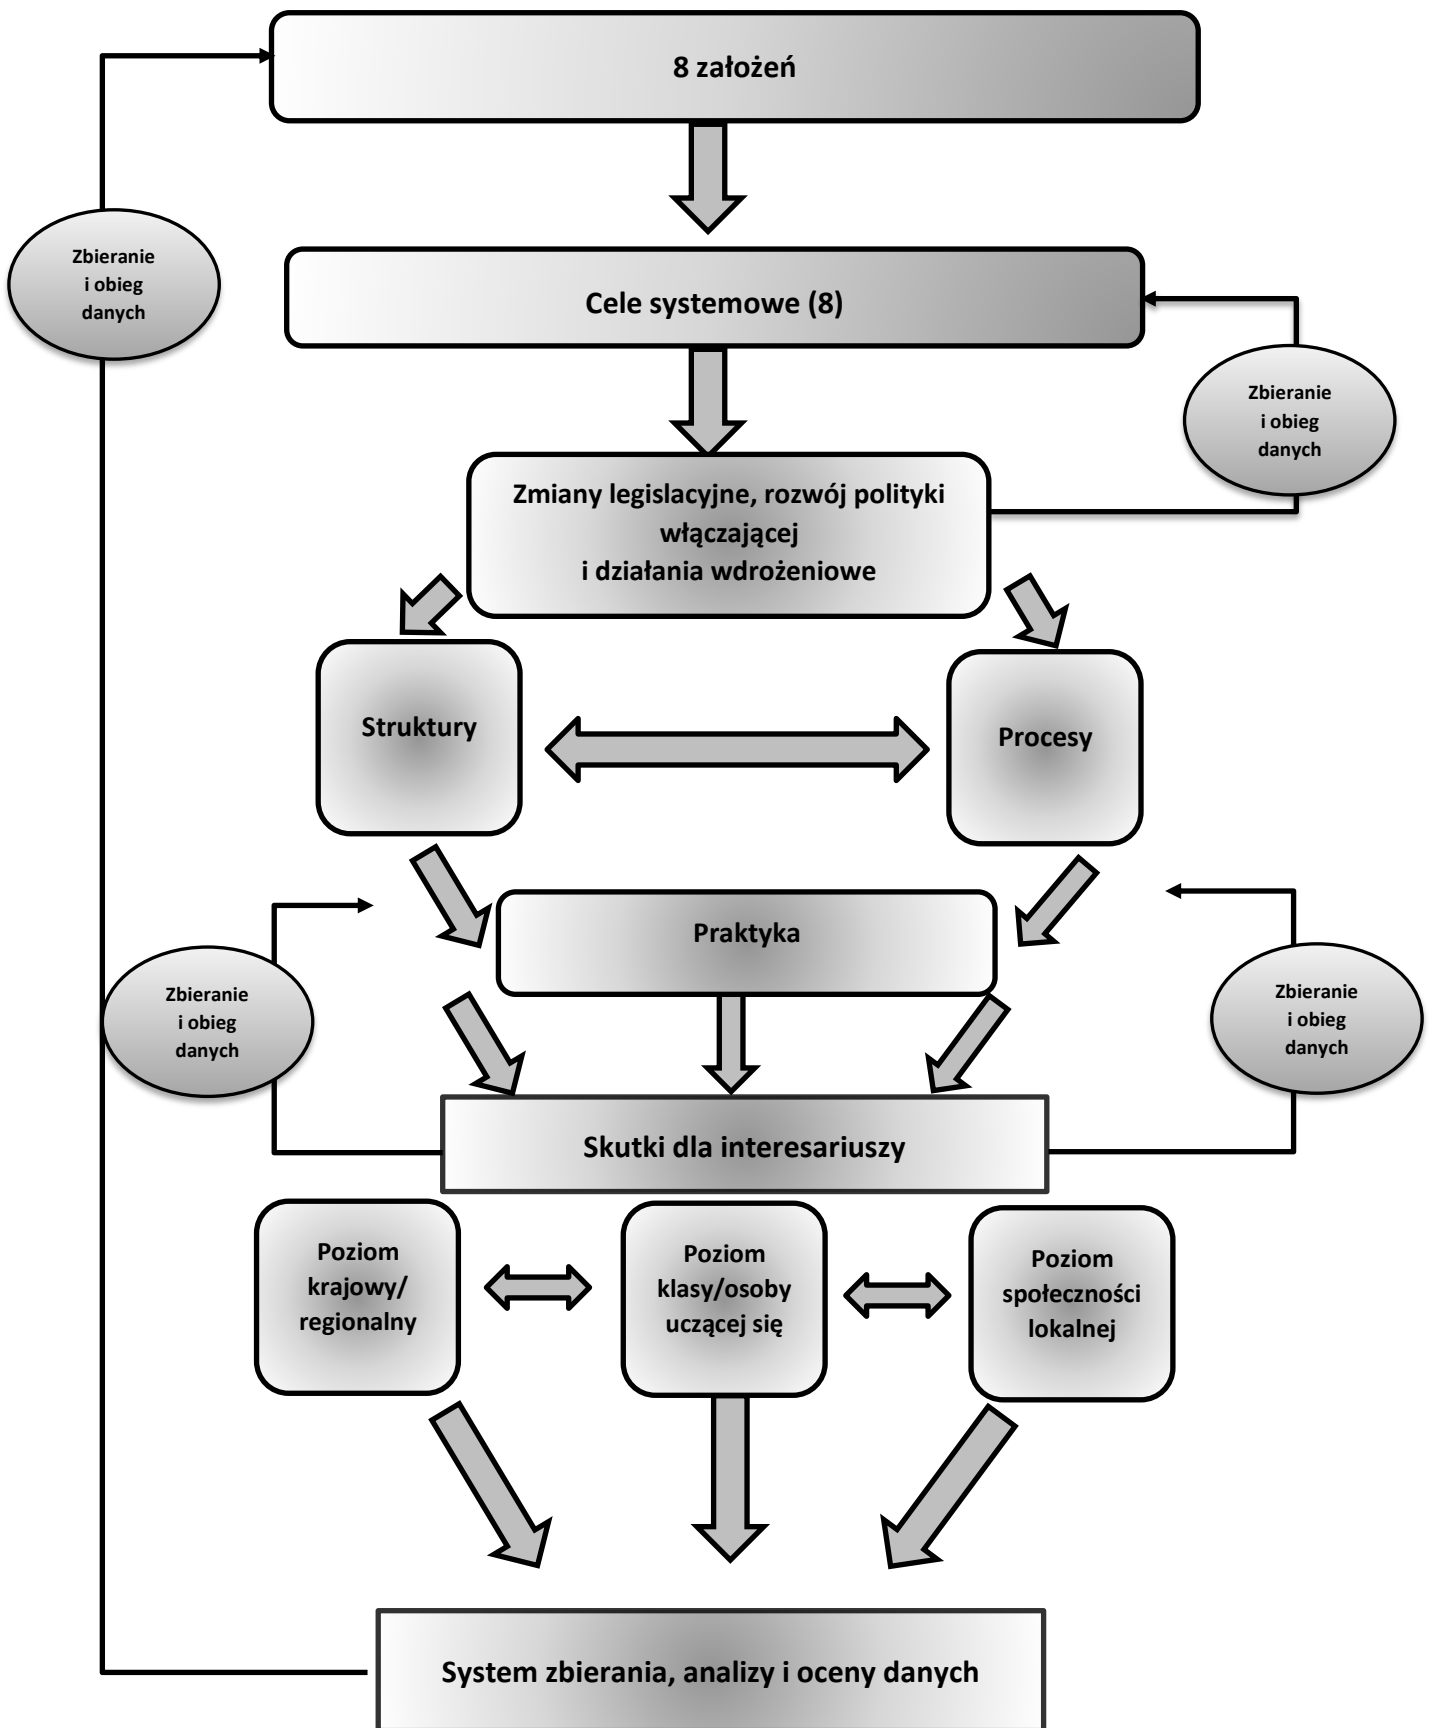 8 założeń
Zbieranie
i obieg
danych
Cele systemowe (8)
Zbieranie
i obieg
danych
Zmiany legislacyjne, rozwój polityki
włączającej
i działania wdrożeniowe
Struktury
Procesy
Praktyka
Zbieranie
i obieg
danych
Zbieranie
i obieg
danych
Skutki dla interesariuszy
Poziom
krajowy/
regionalny
Poziom
klasy/osoby
uczącej się
Poziom
społeczności
lokalnej
System zbierania, analizy i oceny danych